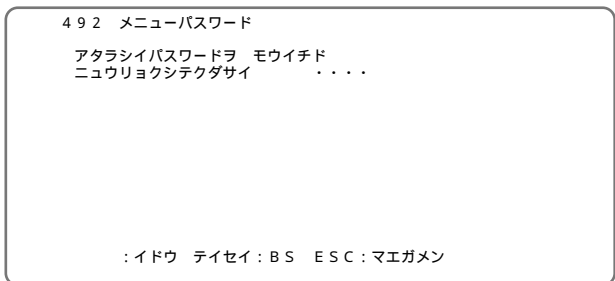 ４９２　メニューパスワード
アタラシイパスワードヲ　モウイチド
ニュウリョクシテクダサイ　　　・・・・
：イドウ　テイセイ：ＢＳ　ＥＳＣ：マエガメン